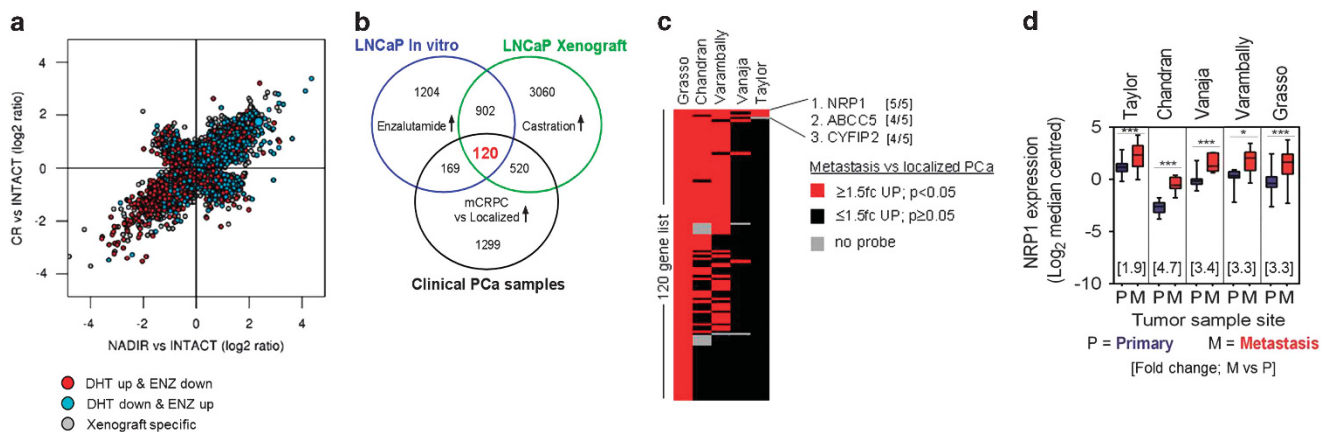 a
CR vs INTACT (log2 ratio)
4
2
0
-2
-4
-4
-2
0
2
4
NADIR vs INTACT (log2 ratio)
DHT up & ENZ down
DHT down & ENZ up
Xenograft specific
b
LNCaP In vitro
LNCaP Xenograft
1204
3060
902
Enzalutamide
Castration
120
169
520
mCRPC
vs Localized
1299
Clinical PCa samples
c
Grasso
Chandran
Varambally
Vanaja
Taylor
120 gene list
1. NRP1 [5/5]
2. ABCC5 [4/5]
3. CYFIP2 [4/5]
Metastasis vs localized PCa
≥1.5fc UP; p<0.05
≤1.5fc UP; p≥0.05
no probe
d
Taylor
Chandran
Vanaja
Varambally
Grasso
NRP1 expression
(Log2 median centred)
5
0
-5
-10
***
***
***
*
***
[1.9]
[4.7]
[3.4]
[3.3]
[3.3]
P M P M P M P M P M
Tumor sample site
P = Primary M = Metastasis
[Fold change; M vs P]